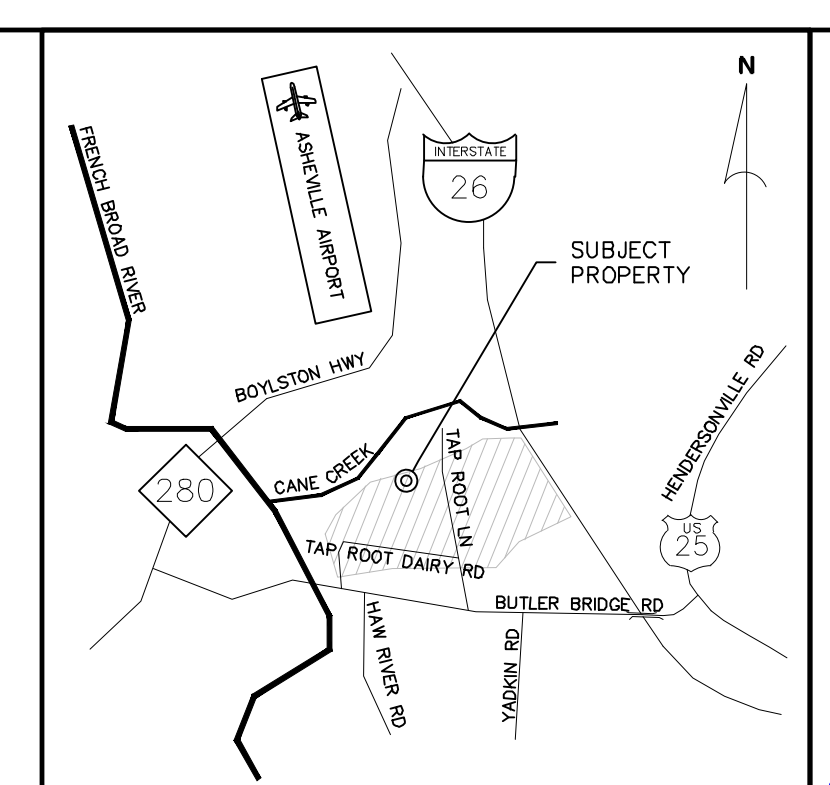 N
FRENCH BROAD RIVER
ASHEVILLE AIRPORT
INTERSTATE
26
SUBJECT
PROPERTY
BOYLSTON HWY
HENDERSONVILLE RD
CANE CREEK
TAP ROOT LN
280
US
25
TAP ROOT DAIRY RD
BUTLER BRIDGE RD
HAW RIVER RD
YADKIN RD